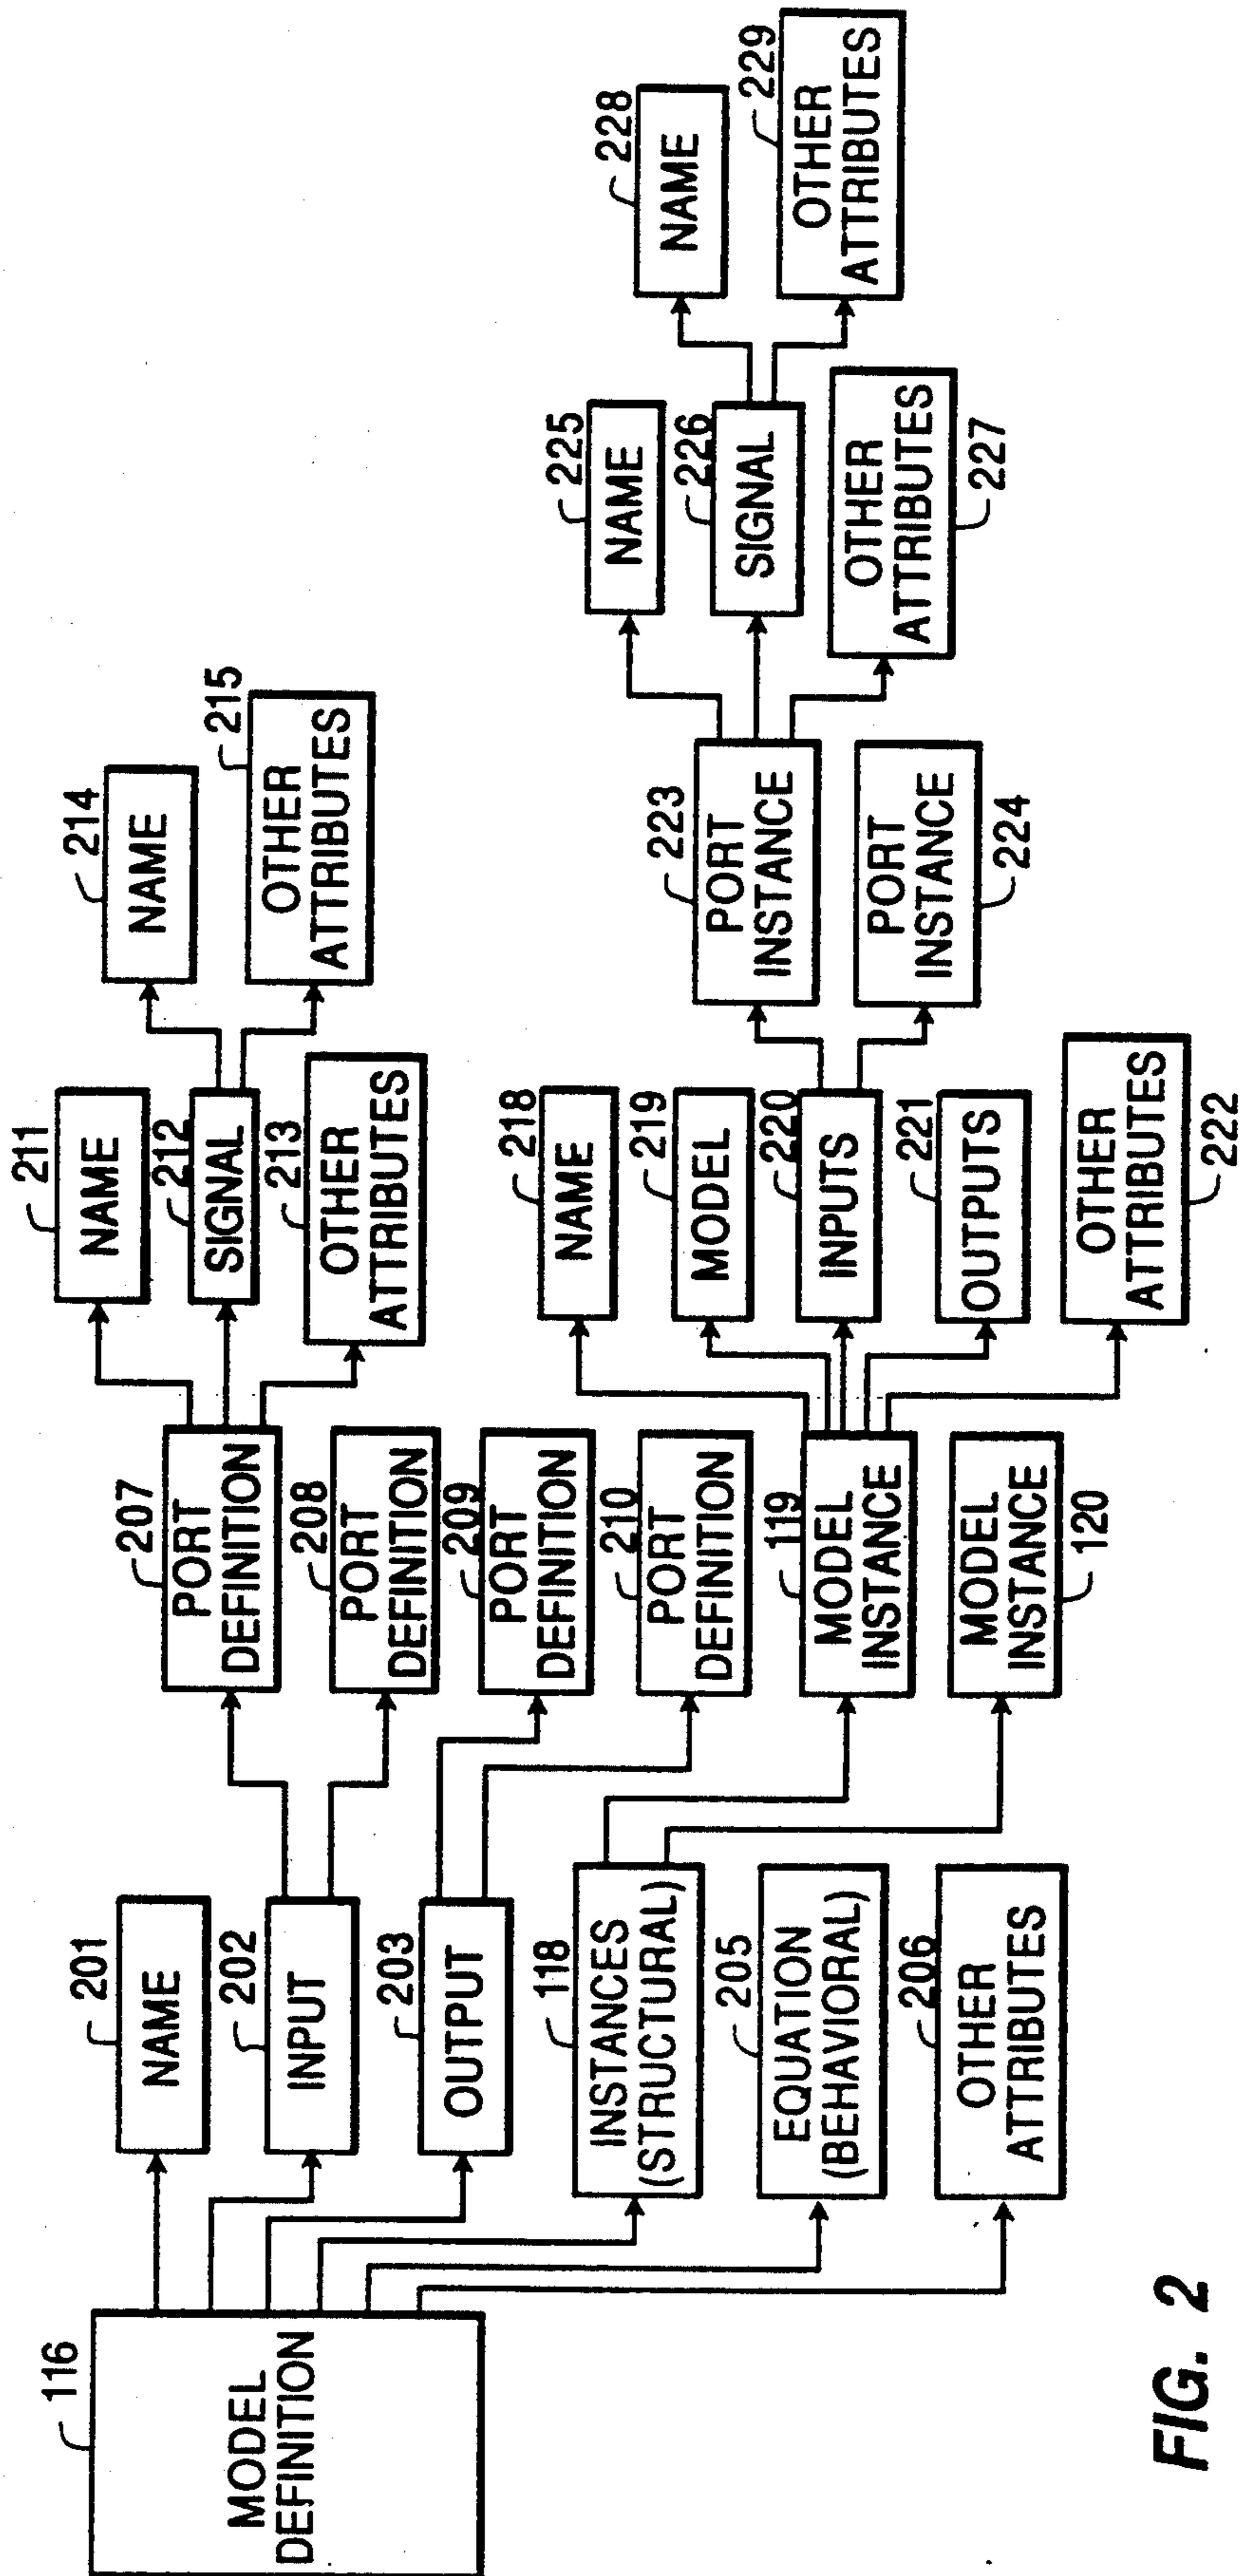 116
MODEL
DEFINITION
201
NAME
202
INPUT
203
OUTPUT
118
INSTANCES
(STRUCTURAL)
205
EQUATION
(BEHAVIORAL)
206
OTHER
ATTRIBUTES
207
PORT
DEFINITION
208
PORT
DEFINITION
209
PORT
DEFINITION
210
PORT
DEFINITION
119
MODEL
INSTANCE
MODEL
INSTANCE
120
211
NAME
212
SIGNAL
213
OTHER
ATTRIBUTES
218
NAME
219
MODEL
220
INPUTS
221
OUTPUTS
OTHER
ATTRIBUTES
222
214
NAME
215
OTHER
ATTRIBUTES
223
PORT
INSTANCE
PORT
INSTANCE
224
225
NAME
226
SIGNAL
OTHER
ATTRIBUTES
227
228
NAME
229
OTHER
ATTRIBUTES
FIG. 2